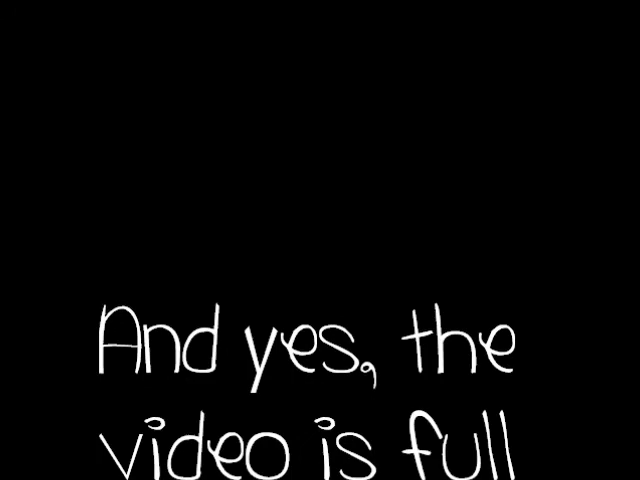 And yes, the
video is full